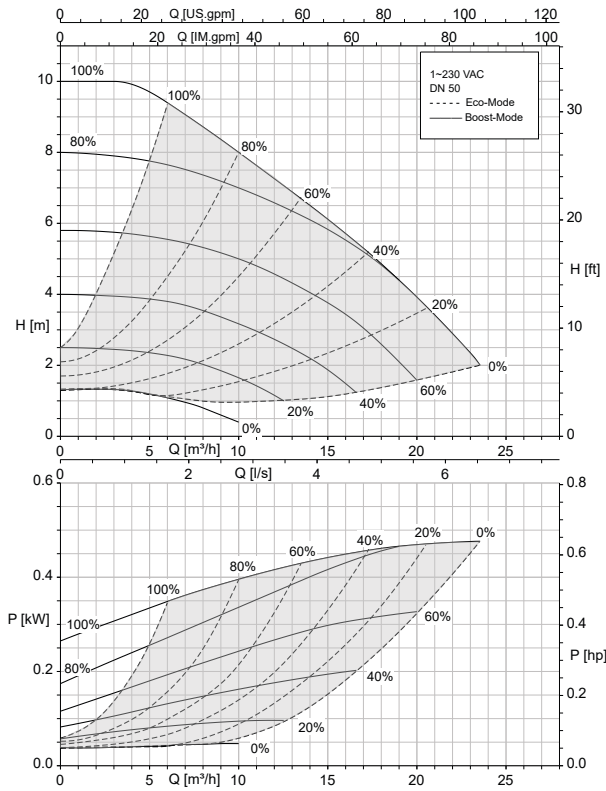 Q [US.gpm]
0 20 40 60 80 100 120
Q [IM.gpm]
0 20 40 60 80 100
1~230 VAC
DN 50
Eco-Mode
Boost-Mode
100%
100%
80%
80%
60%
40%
20%
0%
20%
40%
60%
0%
10
8
6
4
H [m]
2
0
30
20
H [ft]
10
0
0 5 10 15 20 25
Q [m³/h]
0 2 4 6
Q [l/s]
0.6
0.4
P [kW]
0.2
0.0
0.8
0.6
0.4
P [hp]
0.2
0.0
100%
80%
60%
40%
20%
0%
100%
80%
60%
40%
20%
0%
0 5 10 15 20 25
Q [m³/h]